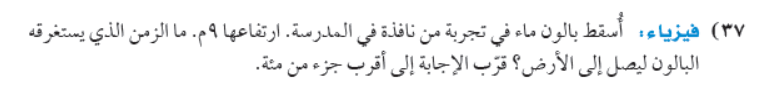 ٣٧) فيزياء: أُسقط بالون ماء في تجربة من نافذة في المدرسة. ارتفاعها ٩م. ما الزمن الذي يستغرقه
البالون ليصل إلى الأرض؟ قرّب الإجابة إلى أقرب جزء من مئة.